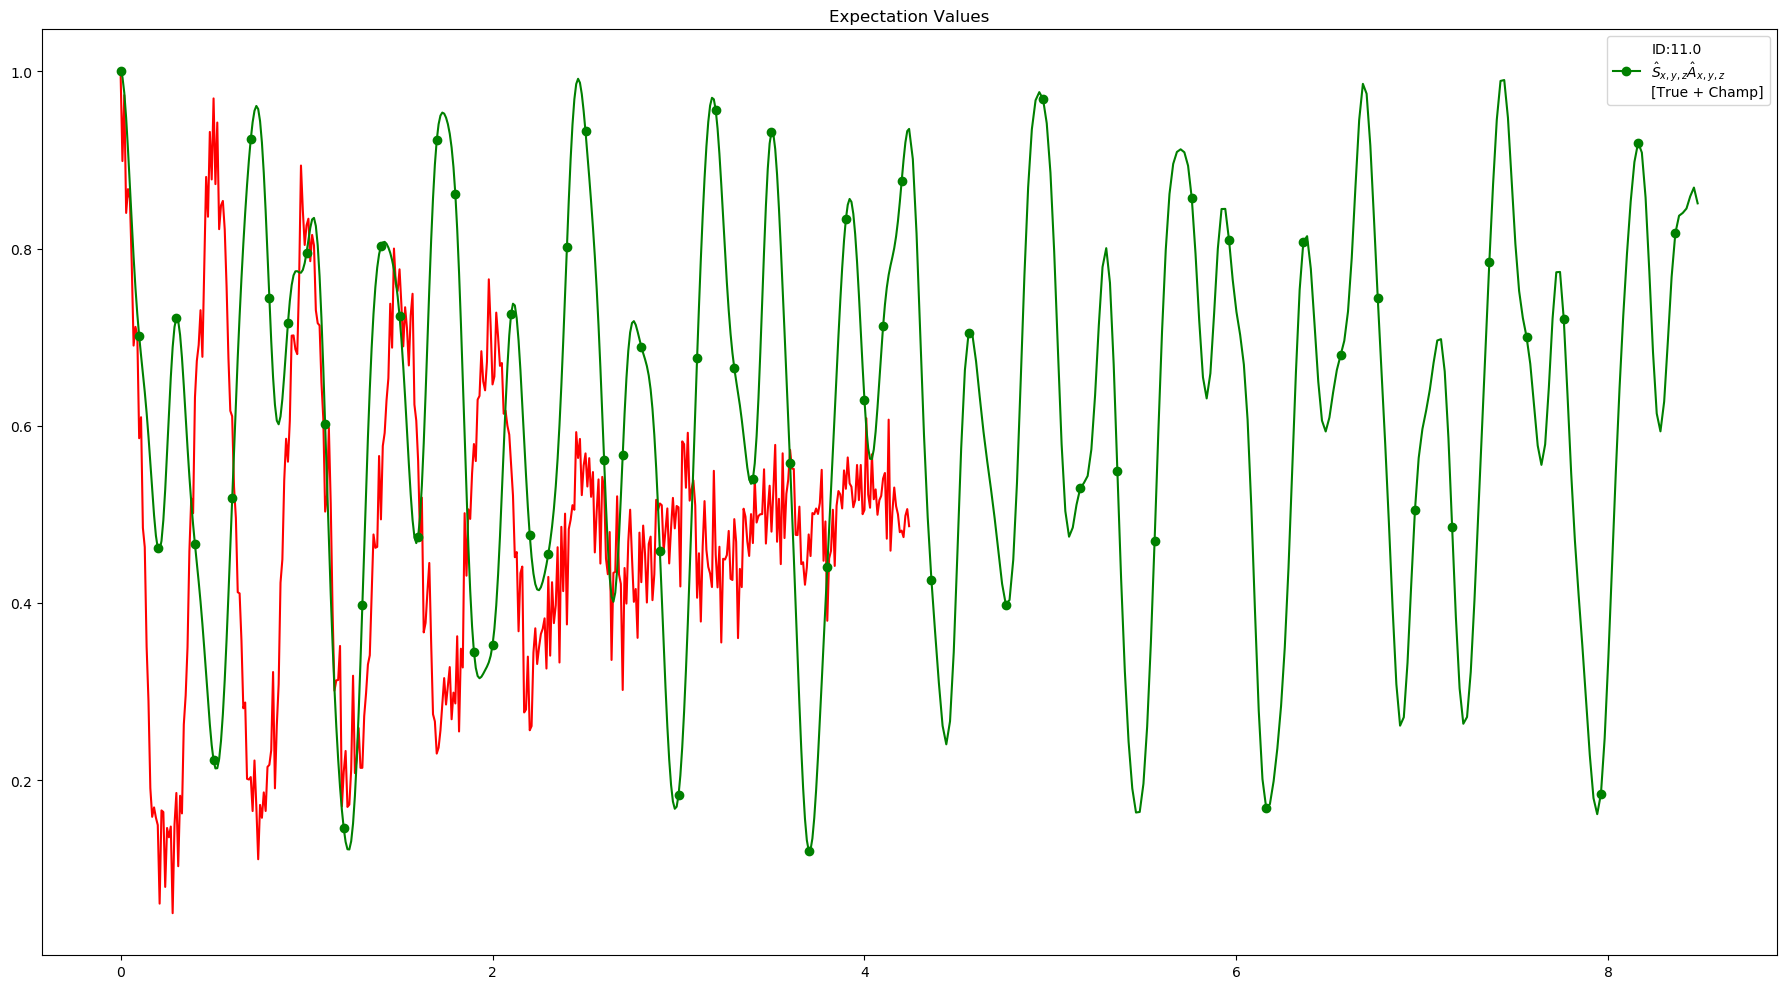 Expectation Values
ID:11.0
$\hat{S}_{x,y,z}\hat{A}_{x,y,z}$
[True + Champ]
1.0
0.8
0.6
0.4
0.2
0 2 4 6 8